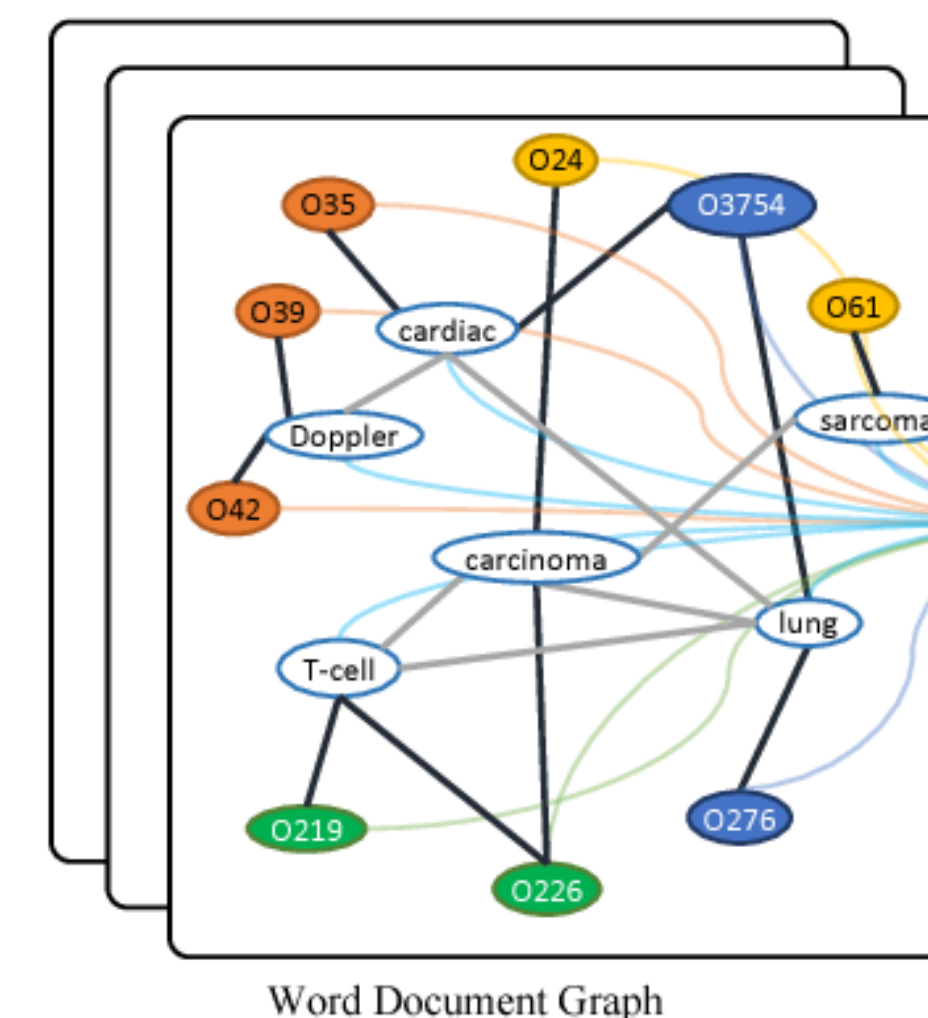 O24
O35
O3754
O39
O61
cardiac
sarcoma
Doppler
O42
carcinoma
lung
T-cell
O219
O276
O226
Word Document Graph